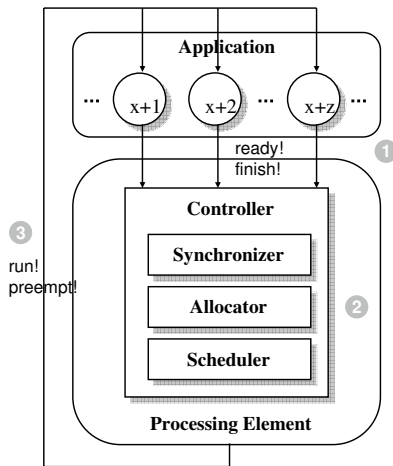 Application
... x+1 x+2 ... x+z ...
ready!
finish!
1
Controller
3
Synchronizer
run!
preempt!
Allocator
2
Scheduler
Processing Element